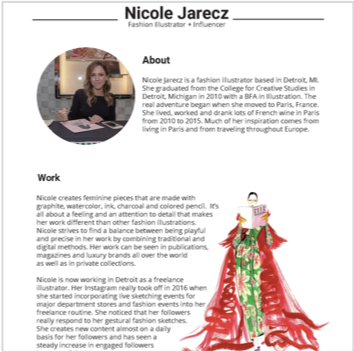 Nicole Jarecz
Fashion Illustrator + Influencer
About
Nicole Jarecz is a fashion illustrator based in Detroit, MI.
She graduated from the College for Creative Studies in
Detroit, Michigan in 2010 with a BFA in Illustration. The
real adventure began when she moved to Paris, France.
She lived, worked and drank lots of French wine in Paris
from 2010 to 2015. Much of her inspiration comes from
living in Paris and from traveling throughout Europe.
Work
Nicole creates feminine pieces that are made with
graphite, watercolor, ink, charcoal and colored pencil. It's
all about a feeling and an attention to detail that makes
her work different than other fashion illustrations.
Nicole strives to find a balance between being playful
and precise in her work by combining traditional and
digital methods. Her work can be seen in publications,
magazines and luxury brands all over the world
as well as in private collections.
Nicole is now working in Detroit as a freelance
illustrator. Her Instagram really took off in 2016 when
she started incorporating live sketching events for
major department stores and fashion events into her
freelance routine. She noticed that her followers
really respond to her gestural fashion sketches.
She creates new content almost on a daily
basis for her followers and has seen a
steady increase in engaged followers
ELLE